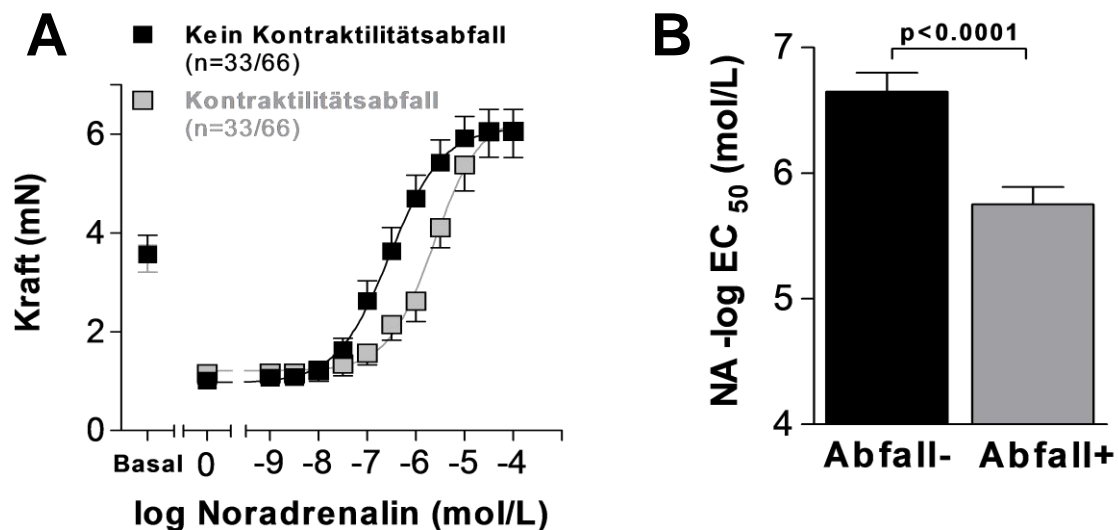 A
Kein Kontraktilitätsabfall
(n=33/66)
Kontraktilitätsabfall
(n=33/66)
Kraft (mN)
6
4
2
0
Basal 0 -9 -8 -7 -6 -5 -4
log Noradrenalin (mol/L)
B
p<0.0001
NA -log EC 50 (mol/L)
7
6
5
4
Abfall- Abfall+